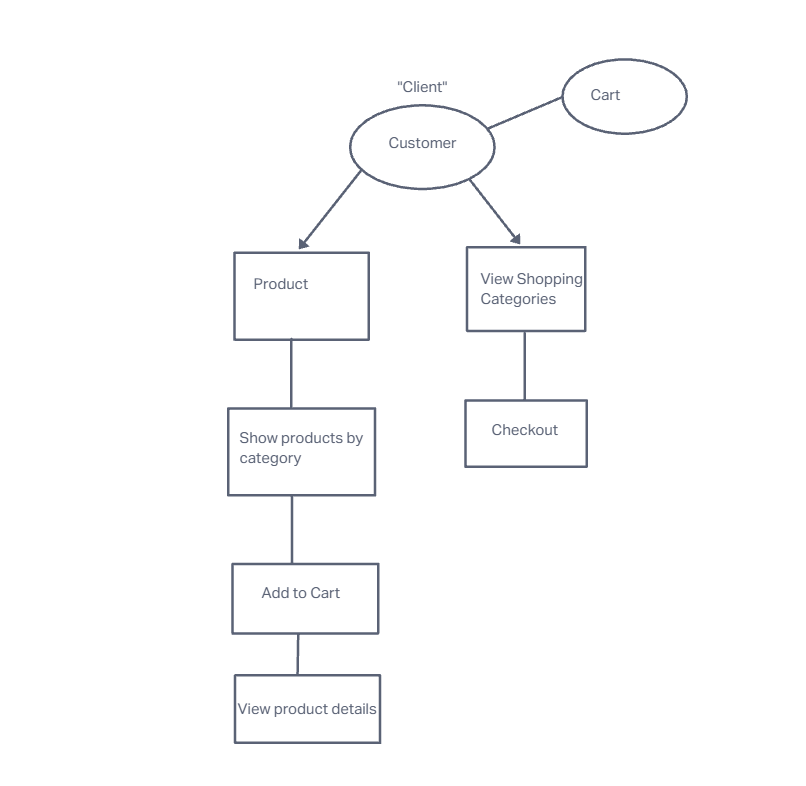 "Client"
Cart
Customer
Product
View Shopping
Categories
Show products by
category
Checkout
Add to Cart
View product details